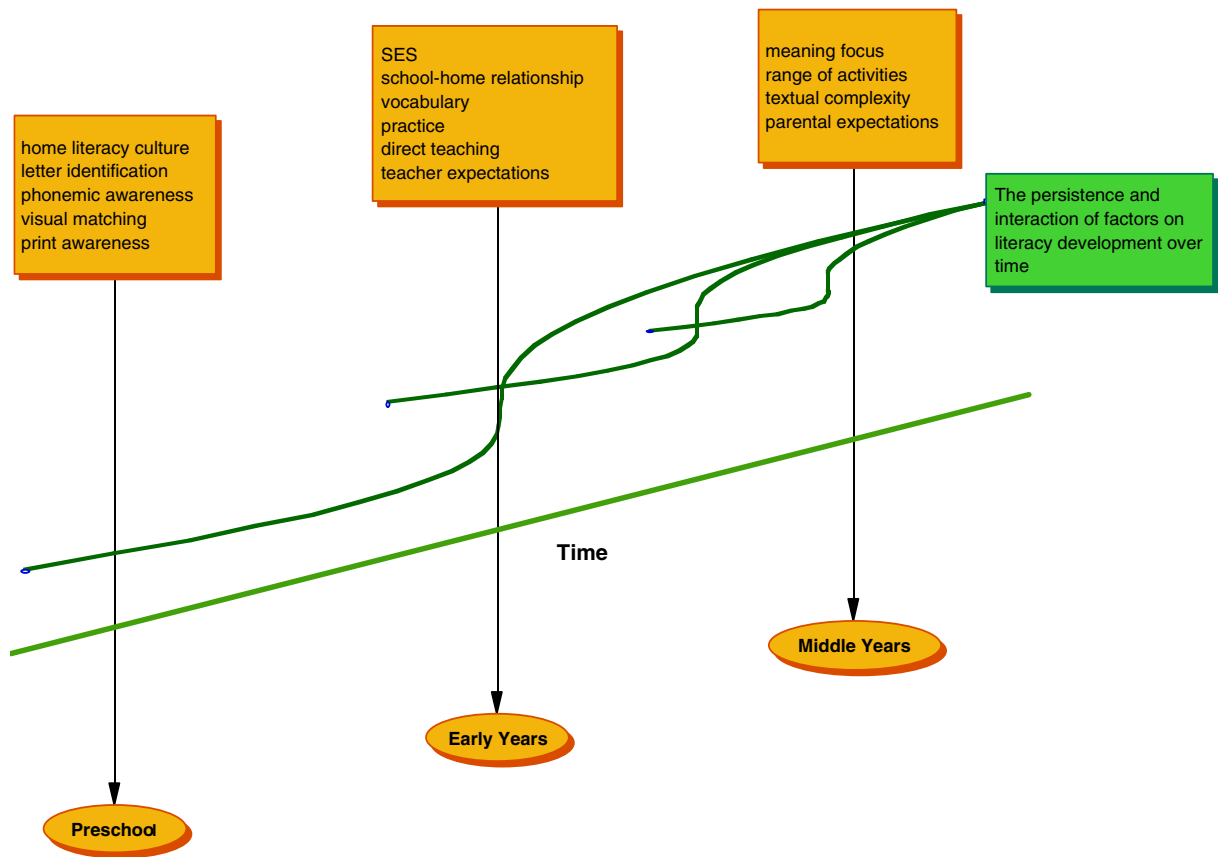 home literacy culture
letter identification
phonemic awareness
visual matching
print awareness
SES
school-home relationship
vocabulary
practice
direct teaching
teacher expectations
meaning focus
range of activities
textual complexity
parental expectations
The persistence and
interaction of factors on
literacy development over
time
Time
Middle Years
Early Years
Preschool